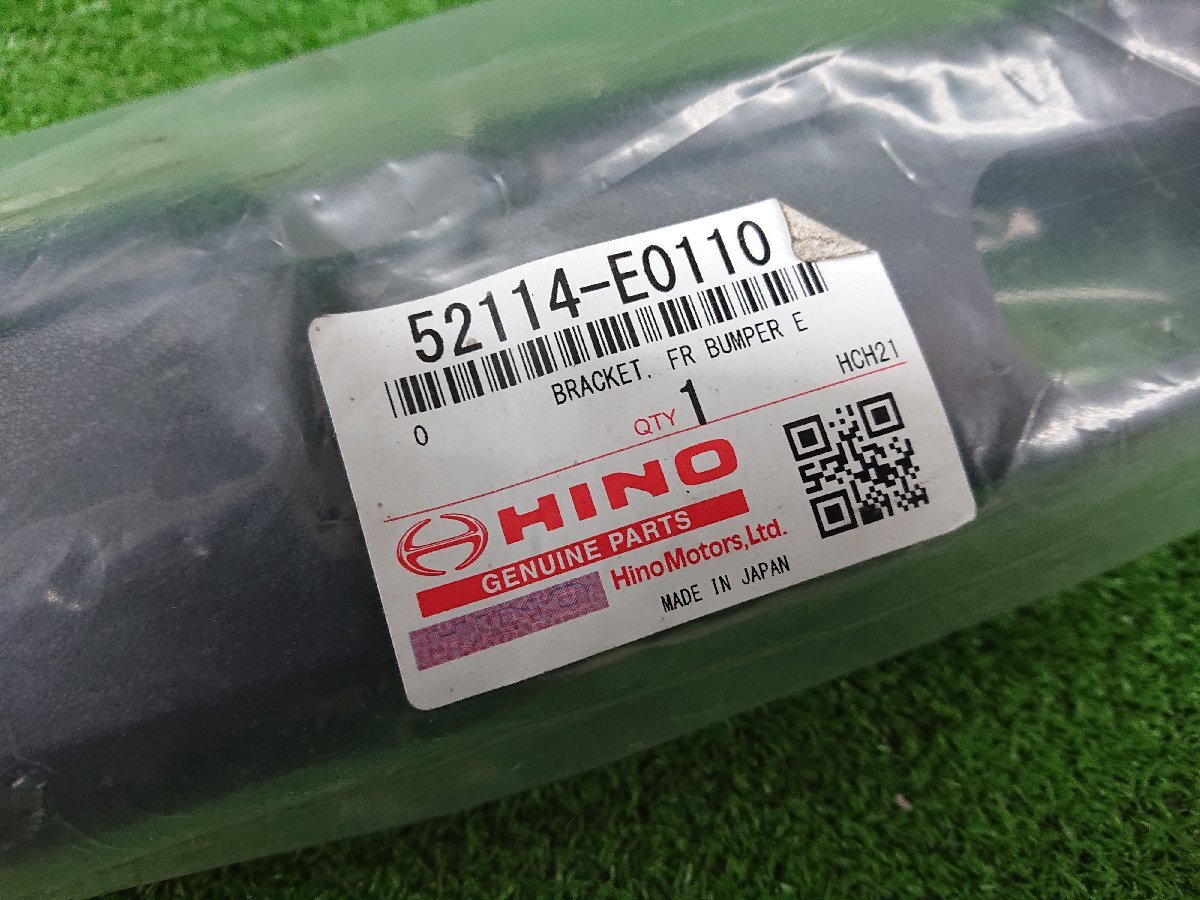 52114-E0110
BRACKET. FR BUMPER E
0
QTY 1
HCH21
HINO
GENUINE PARTS
Hino Motors, Ltd.
MADE IN JAPAN